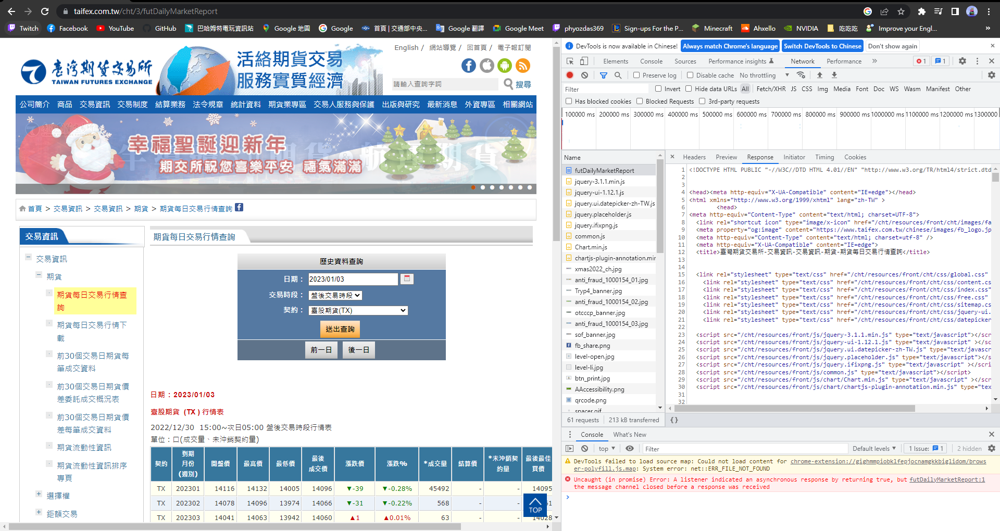 taifex.com.tw/cht/3/futDailyMarketReport
Twitch
Facebook
YouTube
GitHub
巴哈姆特電玩資訊站
Google 地圖
Google
首頁 | 交通部中央...
Google 翻譯
Google Meet
phyozdas369
Sign-ups For the P...
Minecraft
Ahxello
NVIDIA
吃吃吃
Improve your Engl...
»
臺灣期貨交易所
TAIWAN FUTURES EXCHANGE
活絡期貨交易
服務實質經濟
English / 網站導覽 / 回首頁 / 電子報訂閱
請輸入查詢字詞
搜尋
公司簡介 商品 交易資訊 交易制度 結算業務 法令規章 統計資料 期貨業專區 交易人服務與保護 出版與研究 最新消息 外資專區 相關網站
幸福聖誕迎新年
期交所祝您喜樂平安 福氣滿滿
首頁 > 交易資訊 > 交易資訊 > 期貨 > 期貨每日交易行情查詢
交易資訊
交易資訊
期貨
期貨每日交易行情查
詢
期貨每日交易行情下
載
前30個交易日期貨每
筆成交資料
前30個交易日期貨價
差委託成交概況表
前30個交易日期貨價
差每筆成交資料
期貨流動性資訊
期貨流動性資訊排序
專頁
選擇權
鉅額交易
期貨每日交易行情查詢
歷史資料查詢
日期： 2023/01/03
交易時段： 盤後交易時段
契約： 臺股期貨(TX)
送出查詢
前一日 後一日
日期：2023/01/03
臺股期貨 (TX ) 行情表
2022/12/30 15:00~次日05:00 盤後交易時段行情表
單位：口(成交量、未沖銷契約量)
契約 到期月份(週別) 開盤價 最高價 最低價 最後成交價 漲跌價 漲跌% *成交量 結算價 *未沖銷契約量 最後最佳買價
TX 202301 14116 14132 14005 14096 ▼-39 ▼-0.28% 45492 - - 14095
TX 202302 14078 14096 13974 14066 ▼-31 ▼-0.22% 568 - -
TX 202303 14041 14063 13942 14060 ▲1 ▲0.01% 63 - - 14028
TOP
DevTools is now available in Chinese!
Always match Chrome's language
Switch DevTools to Chinese
Don't show again
Elements Console Sources Performance insights Network Performance » 1 1
Preserve log Disable cache No throttling
Filter
Invert Hide data URLs All Fetch/XHR JS CSS Img Media Font Doc WS Wasm Manifest Other
Has blocked cookies Blocked Requests 3rd-party requests
100000 ms 200000 ms 300000 ms 400000 ms 500000 ms 600000 ms 700000 ms 800000 ms 900000 ms 1000000 ms 1100000 ms 1200000 ms 1300000
Name
futDailyMarketReport
jquery-3.1.1.min.js
jquery-ui-1.12.1.js
jquery.ui.datepicker-zh-TW.js
jquery.placeholder.js
jquery.ifixpng.js
common.js
Chart.min.js
chartjs-plugin-annotation.min
xmas2022_ch.jpg
anti_fraud_1000154_01.jpg
Tryp4_banner.jpg
anti_fraud_1000154_02.jpg
otcccp_banner.jpg
anti_fraud_1000154_03.jpg
sof_banner.jpg
fb_share.png
level-open.jpg
level-li.jpg
btn_print.jpg
AAccessibility.png
qrcode.png
spacer.gif
61 requests 213 kB transferred
Headers Preview Response Initiator Timing Cookies
1 <!DOCTYPE HTML PUBLIC "-//W3C//DTD HTML 4.01//EN" "http://www.w3.org/TR/html4/strict.dtd
2
3
4 <head><meta http-equiv="X-UA-Compatible" content="IE=edge"></head>
5 <html xmlns="http://www.w3.org/1999/xhtml" lang="zh-TW" >
6 <head>
7 <meta http-equiv="Content-Type" content="text/html; charset=UTF-8">
8 <link rel="shortcut icon" type="image/x-icon" href="/cht/resources/front/cht/images/fa
9 <meta property="og:image" content="https://www.taifex.com.tw/chinese/images/fb_logo.jp
10 <meta http-equiv="Content-Type" content="text/html; charset=utf-8" />
11 <meta http-equiv="X-UA-Compatible" content="IE=edge">
12 <title>臺灣期貨交易所-交易資訊-交易資訊-期貨-期貨每日交易行情查詢</title>
13
14
15 <link rel="stylesheet" type="text/css" href="/cht/resources/front/cht/css/global.css"
16 <link rel="stylesheet" type="text/css" href="/cht/resources/front/cht/css/content.cs
17 <link rel="stylesheet" type="text/css" href="/cht/resources/front/cht/css/index.css"
18 <link rel="stylesheet" type="text/css" href="/cht/resources/front/cht/css/free.css"
19 <link rel="stylesheet" type="text/css" href="/cht/resources/front/cht/css/sitemap.cs
20 <link rel="stylesheet" type="text/css" href="/cht/resources/front/cht/css/jquery-ui.
21 <link rel="stylesheet" type="text/css" href="/cht/resources/front/cht/css/datepicker
22
23 <script src="/cht/resources/front/js/jquery-3.1.1.min.js" type="text/javascript"></scr
24 <script src="/cht/resources/front/js/jquery-ui-1.12.1.js" type="text/javascript" ></sc
25 <script src="/cht/resources/front/js/jquery.ui.datepicker-zh-TW.js" type="text/javascr
26 <script src="/cht/resources/front/js/jquery.placeholder.js" type="text/javascript"></s
27 <script src="/cht/resources/front/js/jquery.ifixpng.js" type="text/javascript" ></scri
28 <script src="/cht/resources/front/js/common.js" type="text/javascript"></script>
29 <script src="/cht/resources/front/js/chart/Chart.min.js" type="text/javascript" ></scr
30 <script src="/cht/resources/front/js/chart/chartjs-plugin-annotation.min.js" type="tex
31
32
{ }
Console What's New
top Filter Default levels 1 Issue: 1 2 hidden
DevTools failed to load source map: Could not load content for chrome-extension://gighmmpiobklfepjocnamgkkbiglidom/brows
er-polyfill.js.map: System error: net::ERR_FILE_NOT_FOUND
Uncaught (in promise) Error: A listener indicated an asynchronous response by returning true, but futDailyMarketReport:1
the message channel closed before a response was received